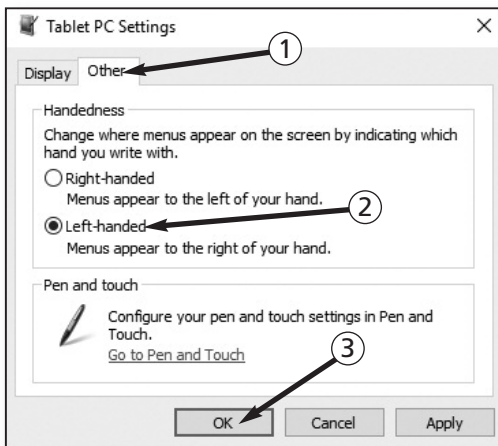 Tablet PC Settings
1
Display Other
Handedness
Change where menus appear on the screen by indicating which
hand you write with.
Right-handed
Menus appear to the left of your hand.
2
Left-handed
Menus appear to the right of your hand.
Pen and touch
Configure your pen and touch settings in Pen and
Touch.
Go to Pen and Touch
3
OK Cancel Apply